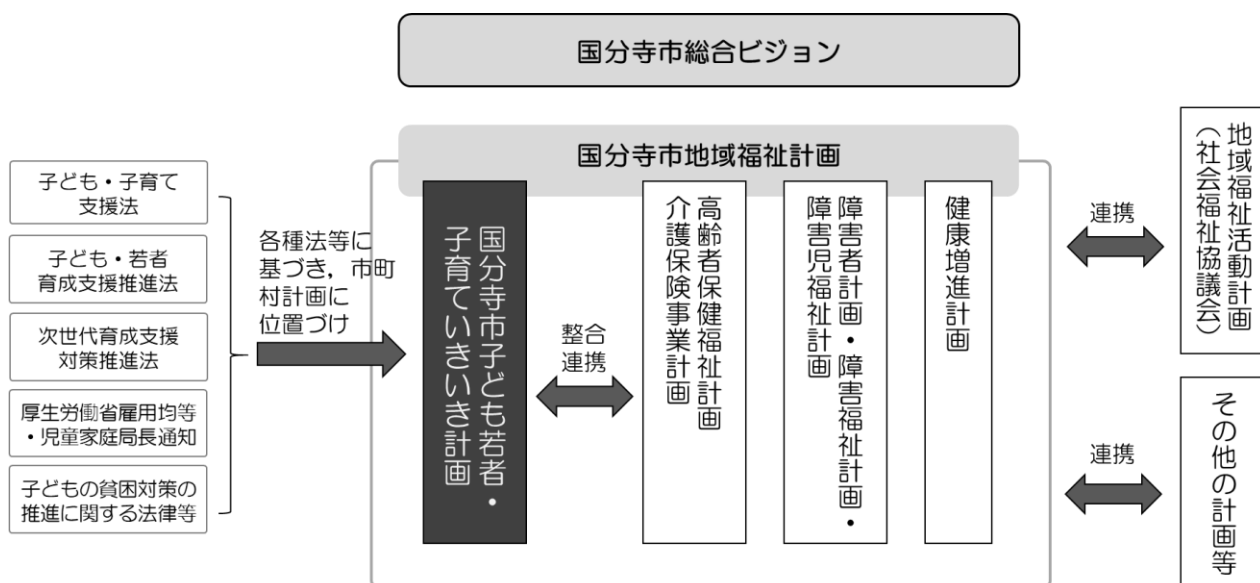 国分寺市総合ビジョン
国分寺市地域福祉計画
子ども・子育て
支援法
子ども・若者
育成支援推進法
次世代育成支援
対策推進法
厚生労働省雇用均等
・児童家庭局長通知
子どもの貧困対策の
推進に関する法律等
各種法等に
基づき，市町
村計画に
位置づけ
国分寺市子ども若者・
子育ていきいき計画
整合
連携
高齢者保健福祉計画
介護保険事業計画
障害者計画・障害福祉計画・
障害児福祉計画
健康増進計画
連携
地域福祉活動計画
（社会福祉協議会）
連携
その他の計画等